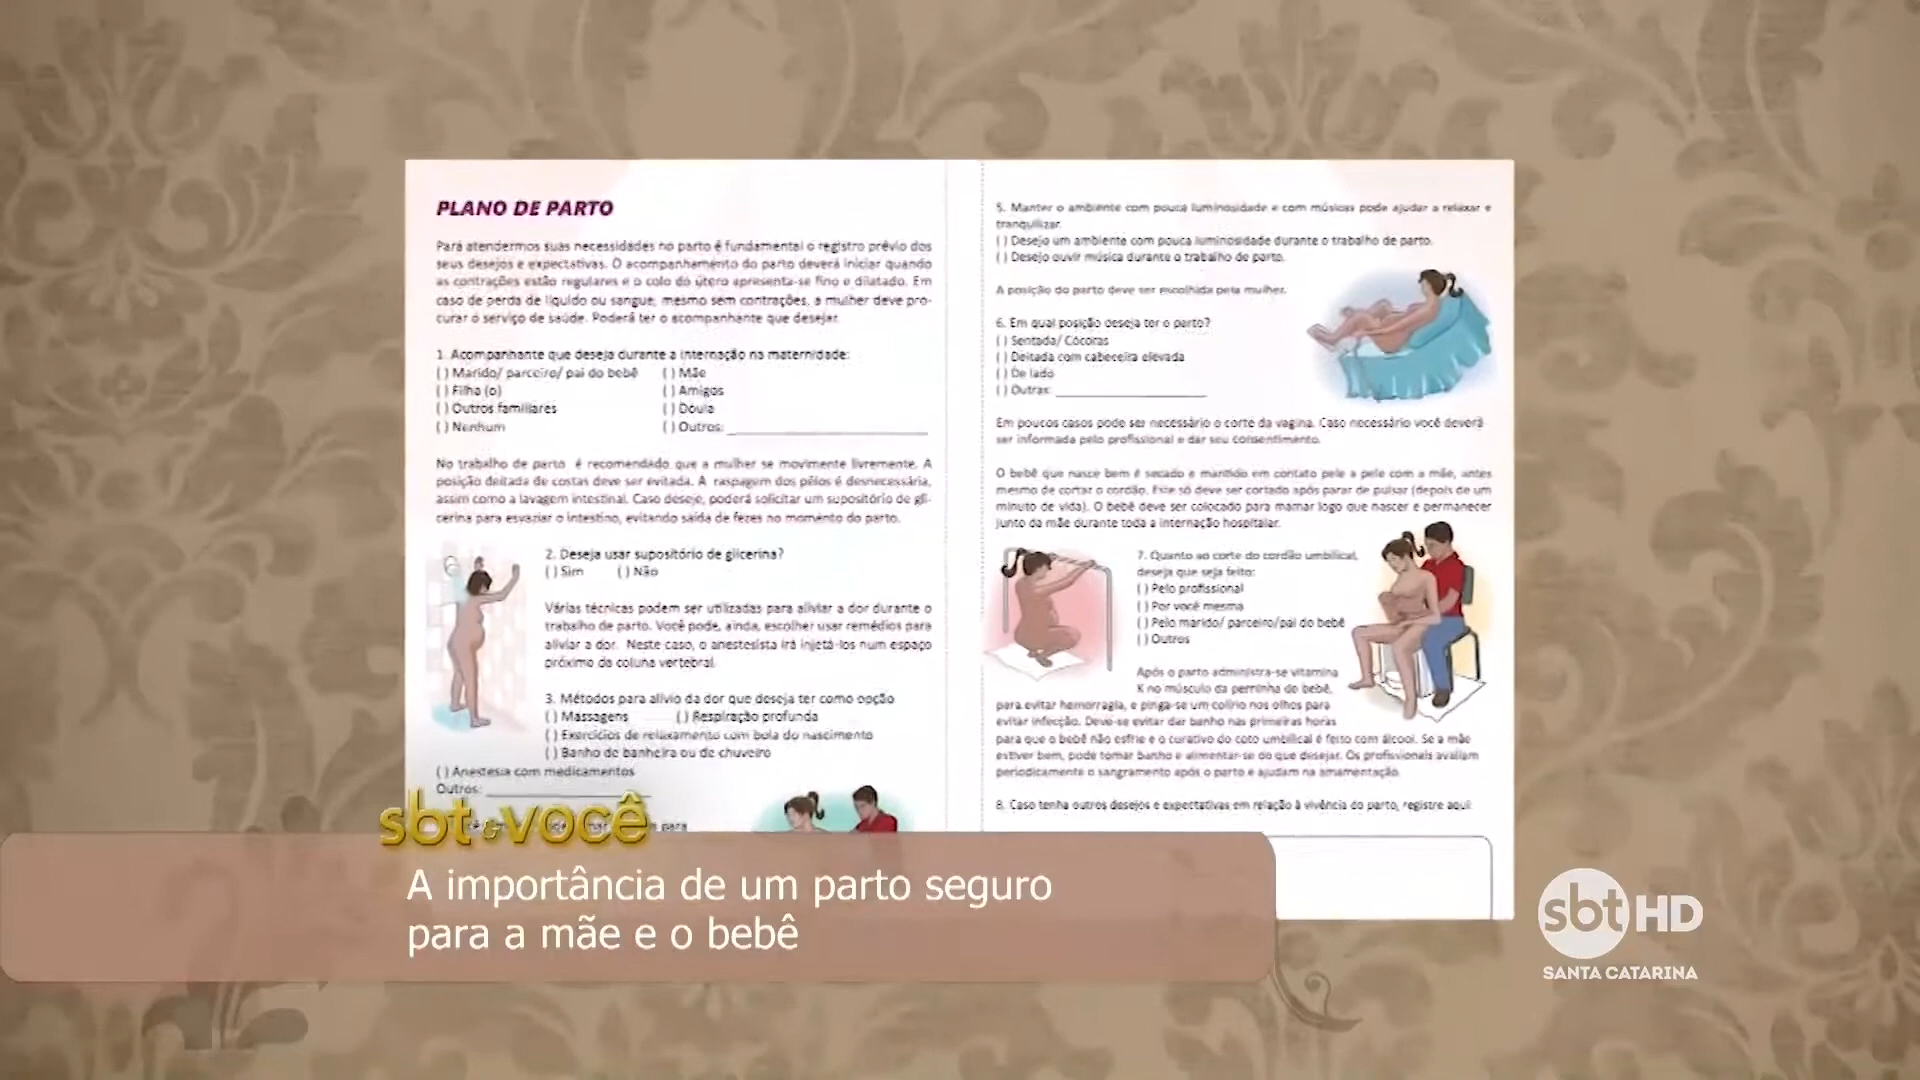 PLANO DE PARTO
Para atendermos suas necessidades no parto é fundamental o registro prévio dos
seus desejos e expectativas. O acompanhamento do parto deverá iniciar quando
as contrações estão regulares e o colo do útero apresenta-se fino e dilatado. Em
caso de perda de líquido ou sangue, mesmo sem contrações, a mulher deve pro-
curar o serviço de saúde. Poderá ter o acompanhante que desejar.
1. Acompanhante que deseja durante a internação na maternidade:
( ) Marido/ parceiro/ pai do bebê ( ) Mãe
( ) Filha (o) ( ) Amigos
( ) Outros familiares ( ) Doula
( ) Nenhum ( ) Outros:
No trabalho de parto é recomendado que a mulher se movimente livremente. A
posição deitada de costas deve ser evitada. A raspagem dos pêlos é desnecessária,
assim como a lavagem intestinal. Caso deseje, poderá solicitar um supositório de gli-
cerina para esvaziar o intestino, evitando saída de fezes no momento do parto.
2. Deseja usar supositório de glicerina?
( ) Sim ( ) Não
Várias técnicas podem ser utilizadas para aliviar a dor durante o
trabalho de parto. Você pode, ainda, escolher usar remédios para
aliviar a dor. Neste caso, o anestesista irá injetá-los num espaço
próximo da coluna vertebral.
3. Métodos para alívio da dor que deseja ter como opção
( ) Massagens ( ) Respiração profunda
( ) Exercícios de relaxamento com bola do nascimento
( ) Banho de banheira ou de chuveiro
( ) Anestesia com medicamentos
Outros:
para
5. Manter o ambiente com pouca luminosidade e com músicas pode ajudar a relaxar e
tranquilizar.
( ) Desejo um ambiente com pouca luminosidade durante o trabalho de parto.
( ) Desejo ouvir música durante o trabalho de parto.
A posição do parto deve ser escolhida pela mulher.
6. Em qual posição deseja ter o parto?
( ) Sentada/ Cócoras
( ) Deitada com cabeceira elevada
( ) De lado
( ) Outras:
Em poucos casos pode ser necessário o corte da vagina. Caso necessário você deverá
ser informada pelo profissional e dar seu consentimento.
O bebê que nasce bem é secado e mantido em contato pele a pele com a mãe, antes
mesmo de cortar o cordão. Este só deve ser cortado após parar de pulsar (depois de um
minuto de vida). O bebê deve ser colocado para mamar logo que nascer e permanecer
junto da mãe durante toda a internação hospitalar.
7. Quanto ao corte do cordão umbilical,
deseja que seja feito:
( ) Pelo profissional
( ) Por você mesma
( ) Pelo marido/ parceiro/pai do bebê
( ) Outros
Após o parto administra-se vitamina
K no músculo da perninha do bebê,
para evitar hemorragia, e pinga-se um colírio nos olhos para
evitar infecção. Deve-se evitar dar banho nas primeiras horas
para que o bebê não esfrie e o curativo do coto umbilical é feito com álcool. Se a mãe
estiver bem, pode tomar banho e alimentar-se do que desejar. Os profissionais avaliam
periodicamente o sangramento após o parto e ajudam na amamentação.
8. Caso tenha outros desejos e expectativas em relação à vivência do parto, registre aqui:
sbt e você
A importância de um parto seguro
para a mãe e o bebê
sbt HD
SANTA CATARINA